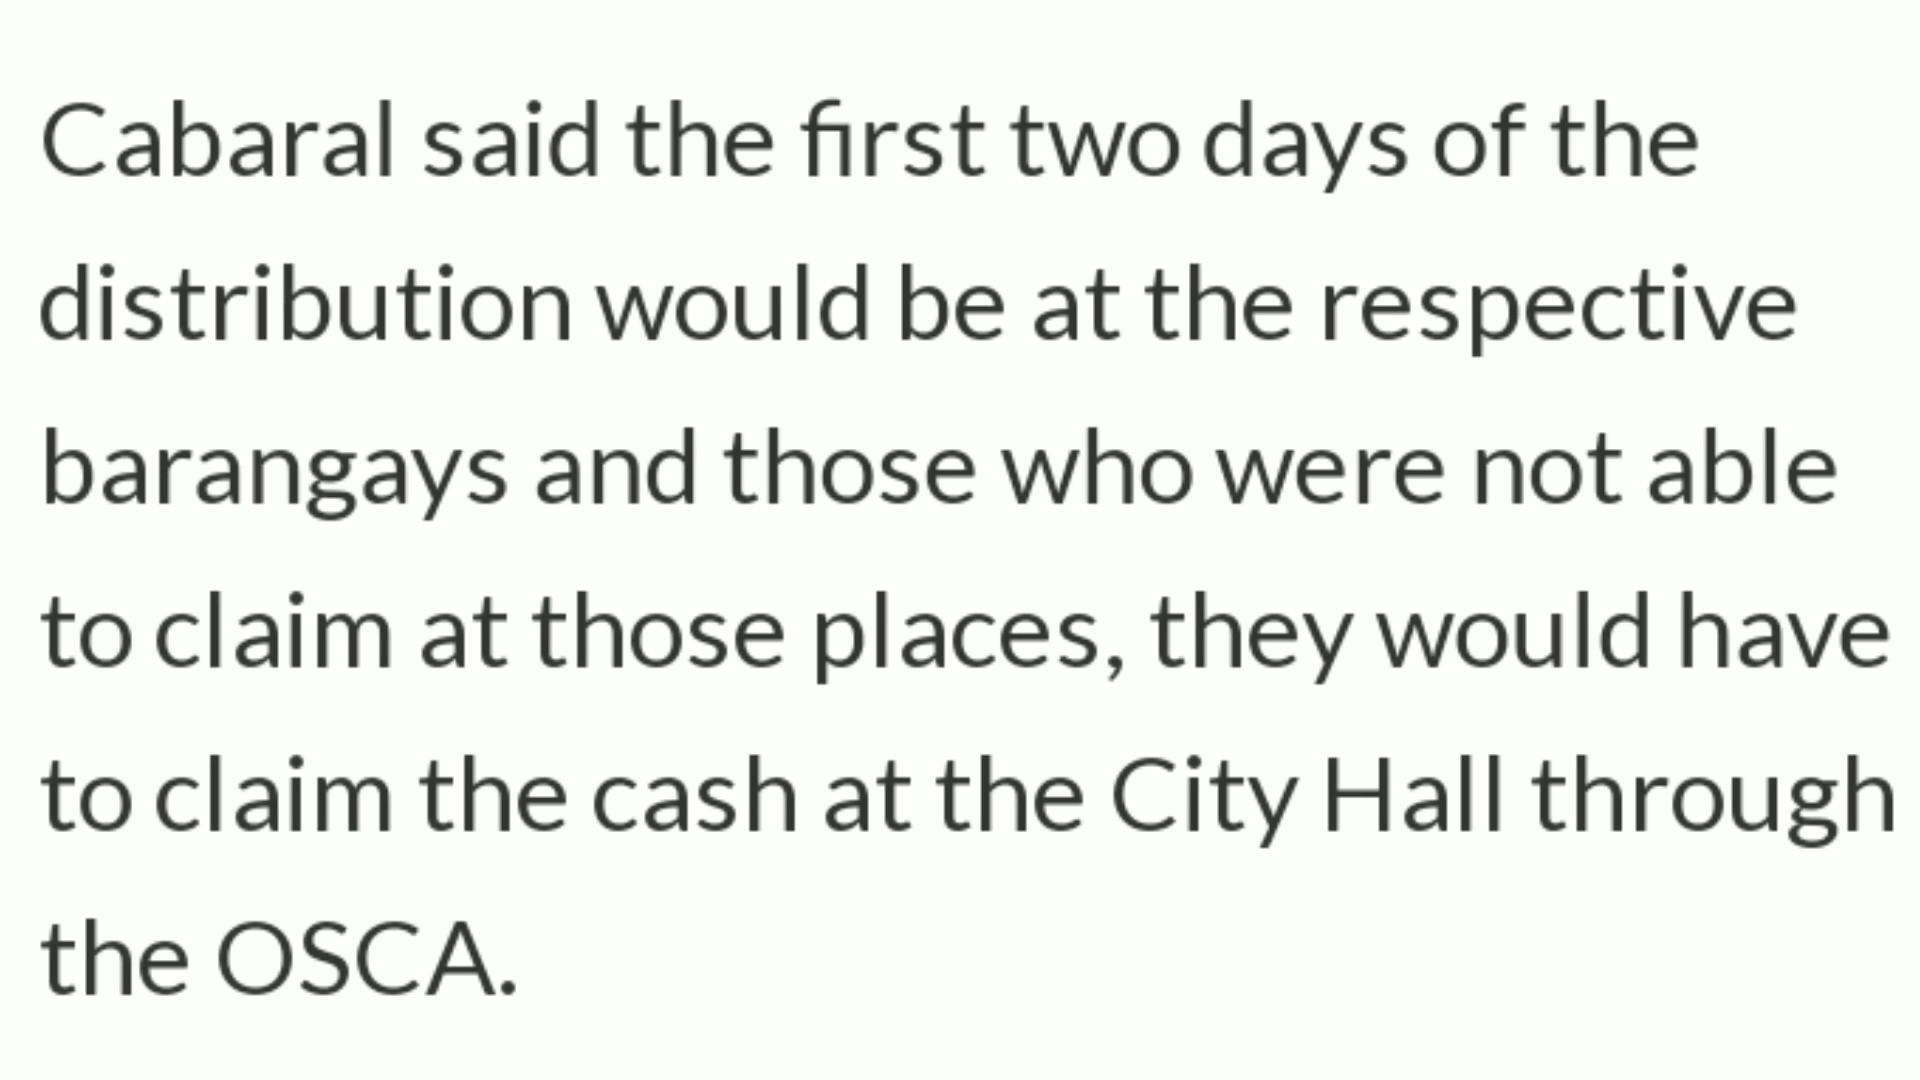 Cabaral said the first two days of the
distribution would be at the respective
barangays and those who were not able
to claim at those places, they would have
to claim the cash at the City Hall through
the OSCA.